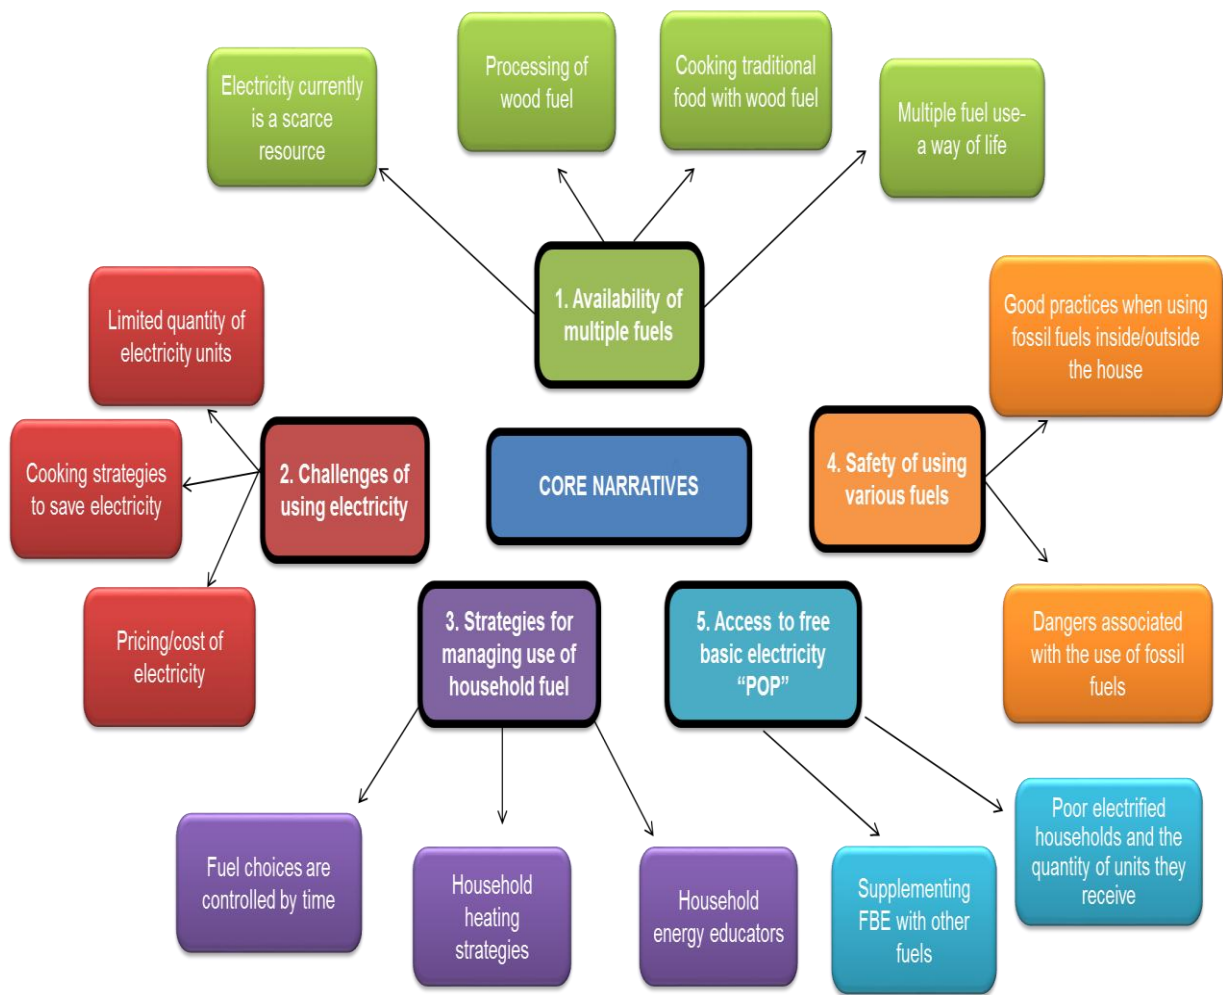 Electricity currently
is a scarce
resource
Processing of
wood fuel
Cooking traditional
food with wood fuel
Multiple fuel use-
a way of life
1. Availability of
multiple fuels
Limited quantity of
electricity units
Cooking strategies
to save electricity
Pricing/cost of
electricity
2. Challenges of
using electricity
CORE NARRATIVES
4. Safety of using
various fuels
Good practices when using
fossil fuels inside/outside
the house
Dangers associated
with the use of fossil
fuels
3. Strategies for
managing use of
household fuel
5. Access to free
basic electricity
“POP”
Fuel choices are
controlled by time
Household
heating
strategies
Household
energy educators
Supplementing
FBE with other
fuels
Poor electrified
households and the
quantity of units they
receive